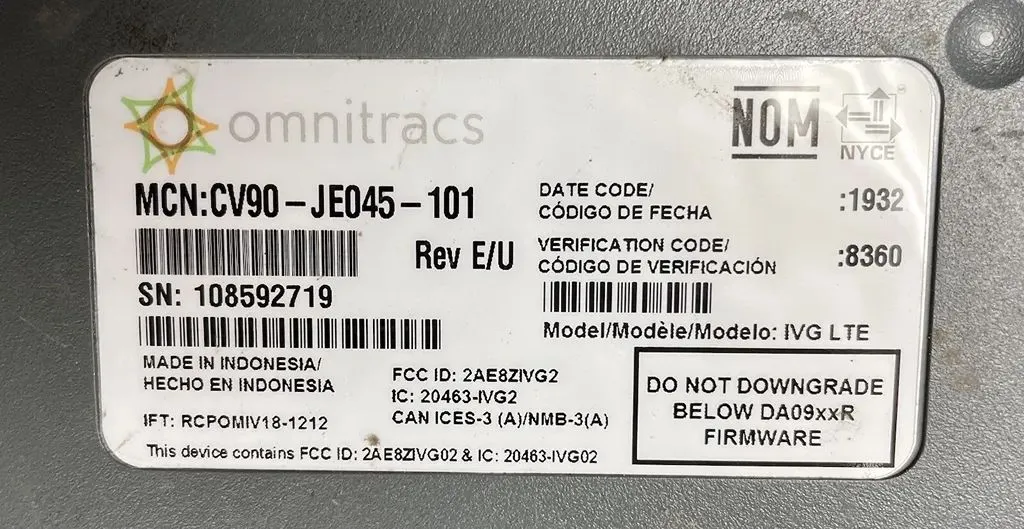 omnitracs
NOM
NYCE
MCN:CV90-JE045-101
Rev E/U
SN: 108592719
MADE IN INDONESIA/
HECHO EN INDONESIA
IFT: RCPOMIV18-1212
DATE CODE/
CÓDIGO DE FECHA :1932
VERIFICATION CODE/
CÓDIGO DE VERIFICACIÓN :8360
Model/Modèle/Modelo: IVG LTE
FCC ID: 2AE8ZIVG2
IC: 20463-IVG2
CAN ICES-3 (A)/NMB-3(A)
DO NOT DOWNGRADE
BELOW DA09xxR
FIRMWARE
This device contains FCC ID: 2AE8ZIVG02 & IC: 20463-IVG02